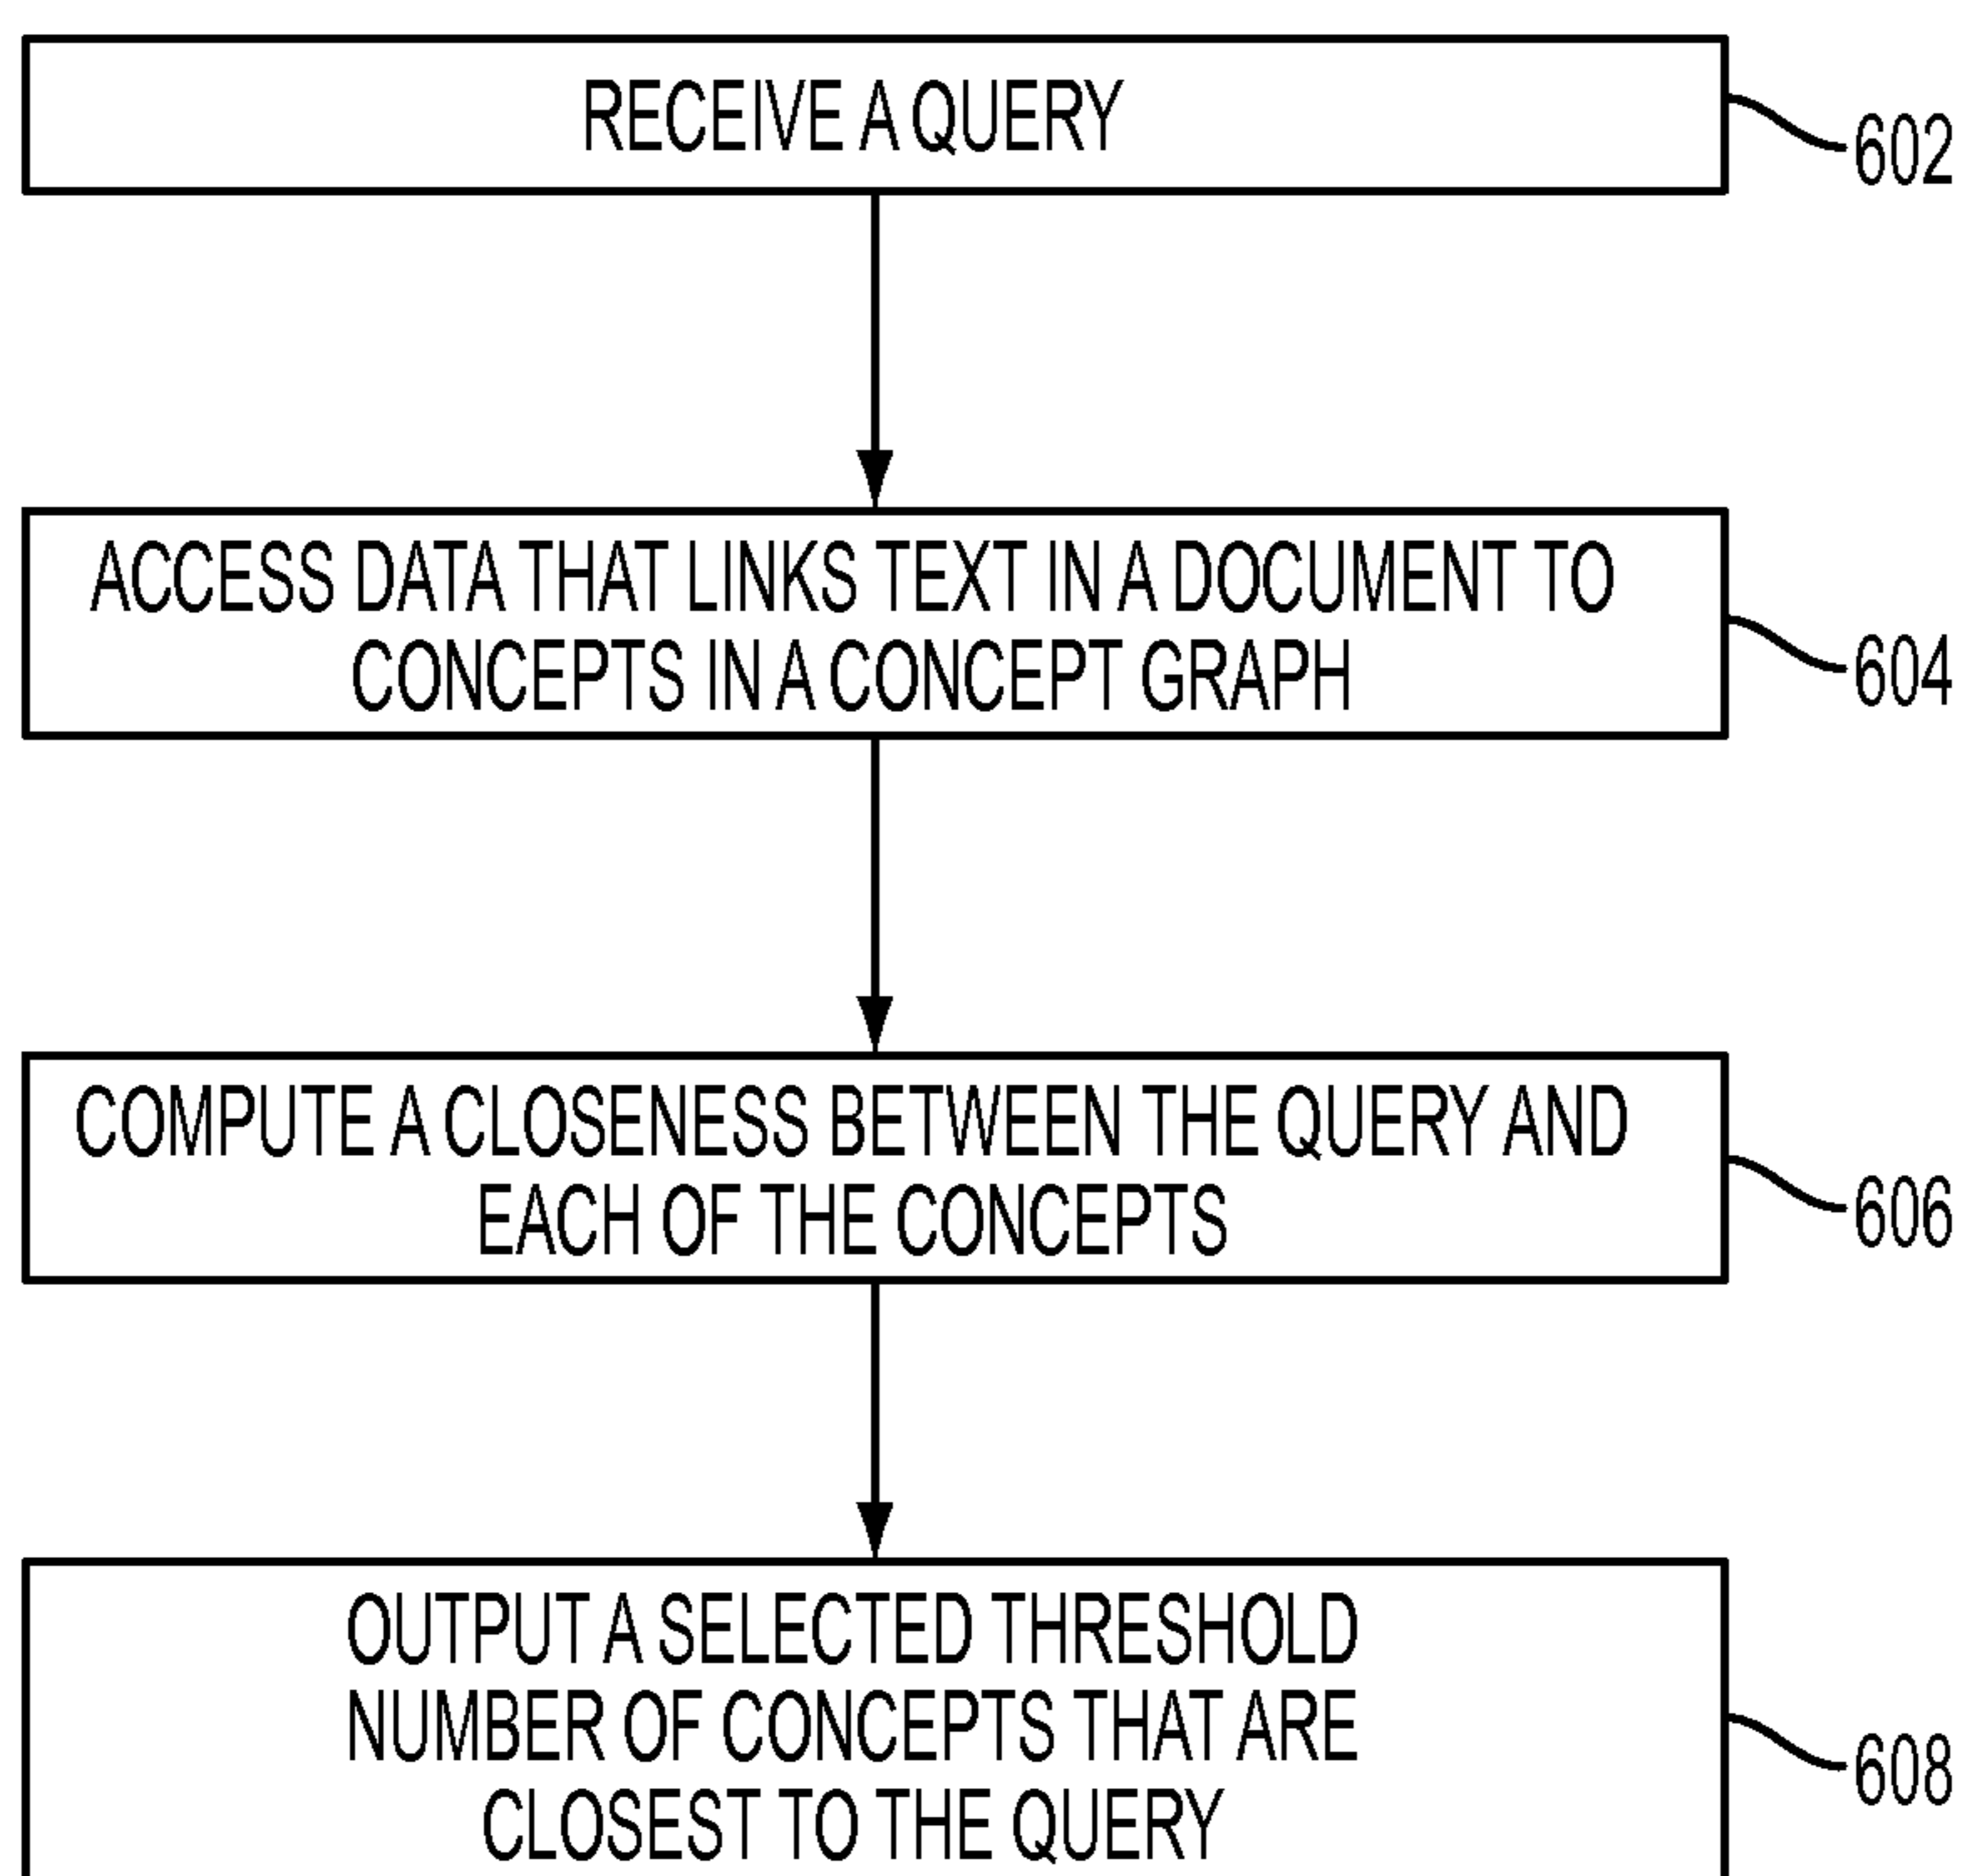 RECEIVE A QUERY
602
ACCESS DATA THAT LINKS TEXT IN A DOCUMENT TO
CONCEPTS IN A CONCEPT GRAPH
604
COMPUTE A CLOSENESS BETWEEN THE QUERY AND
EACH OF THE CONCEPTS
606
OUTPUT A SELECTED THRESHOLD
NUMBER OF CONCEPTS THAT ARE
CLOSEST TO THE QUERY
608